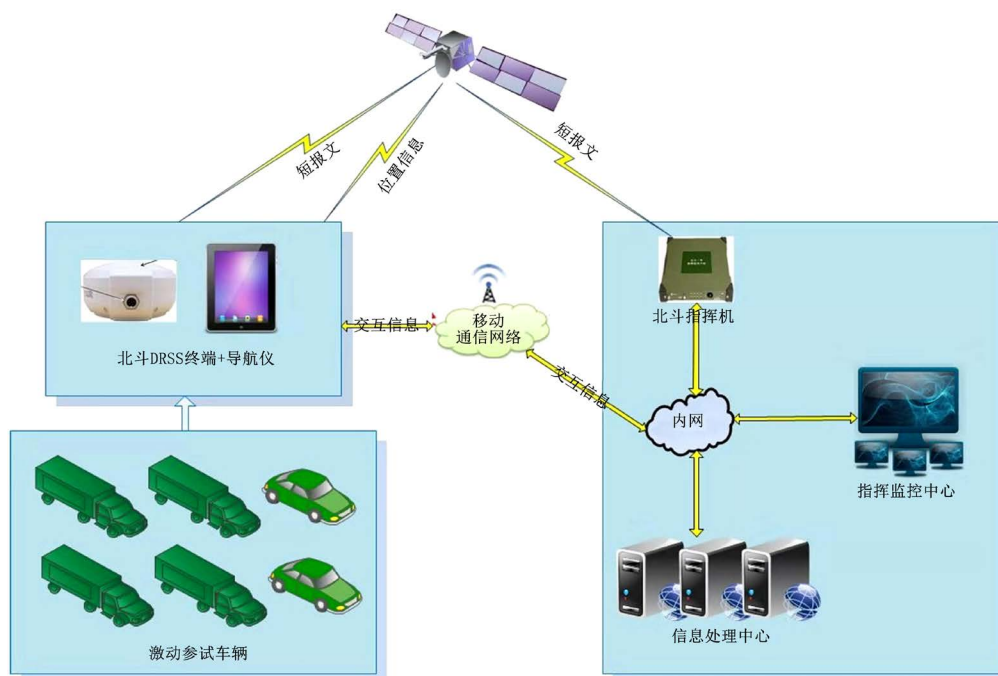 短报文
位置信息
短报文
北斗DRSS终端+导航仪
交互信息
移动
通信网络
交互信息
北斗指挥机
内网
指挥监控中心
信息处理中心
激动参试车辆